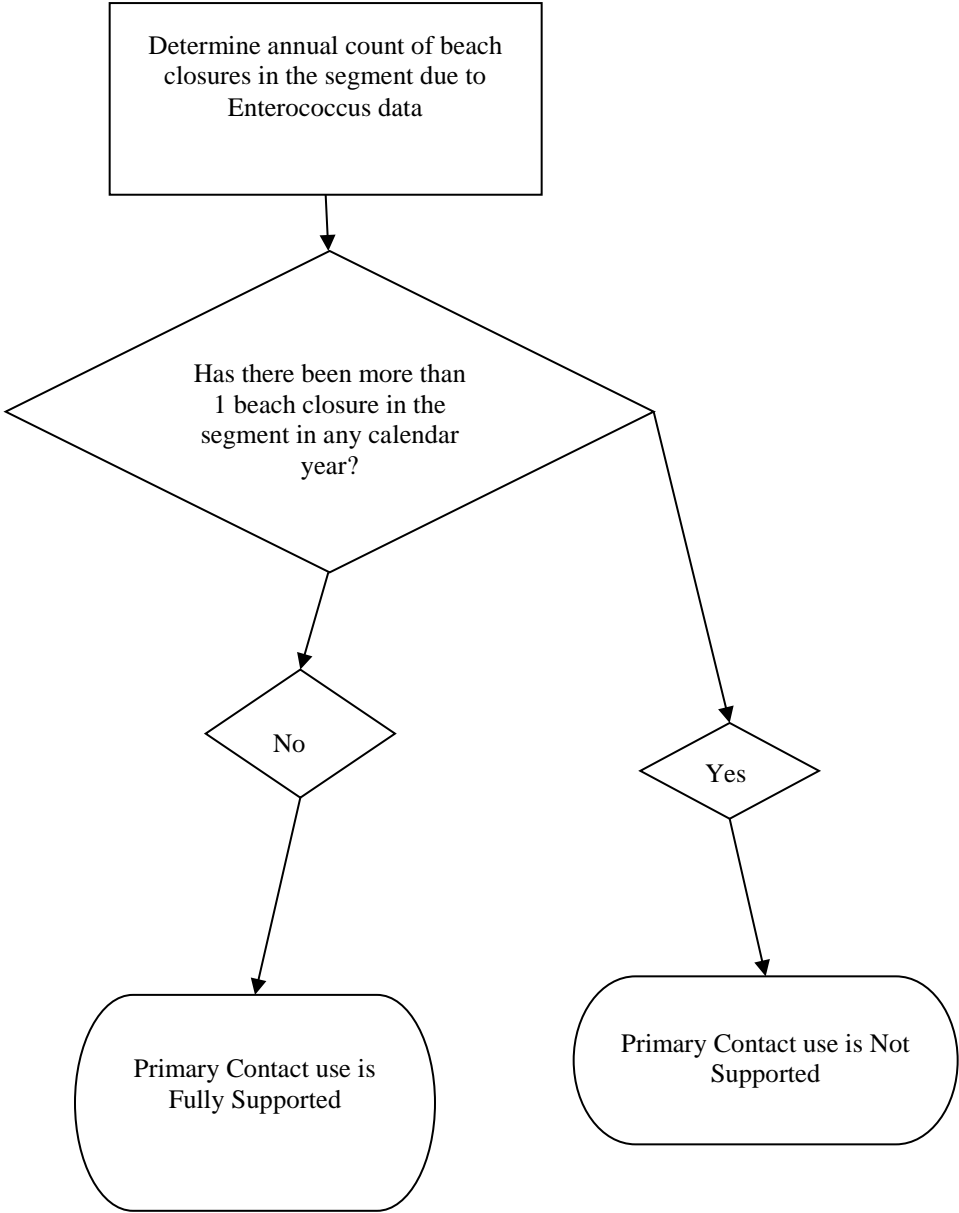 Determine annual count of beach
closures in the segment due to
Enterococcus data
Has there been more than
1 beach closure in the
segment in any calendar
year?
No
Yes
Primary Contact use is
Fully Supported
Primary Contact use is Not
Supported